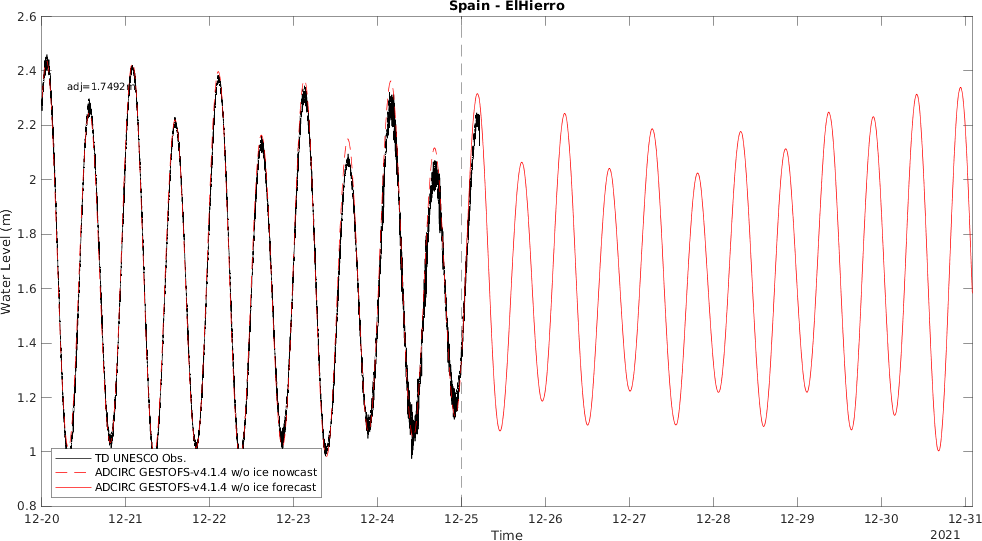 Spain - ElHierro
2.6
2.4
2.2
2
1.8
1.6
1.4
1.2
1
0.8
Water Level (m)
adj=1.7492m
TD UNESCO Obs.
ADCIRC GESTOFS-v4.1.4 w/o ice nowcast
ADCIRC GESTOFS-v4.1.4 w/o ice forecast
12-20 12-21 12-22 12-23 12-24 12-25 12-26 12-27 12-28 12-29 12-30 12-31
Time
2021